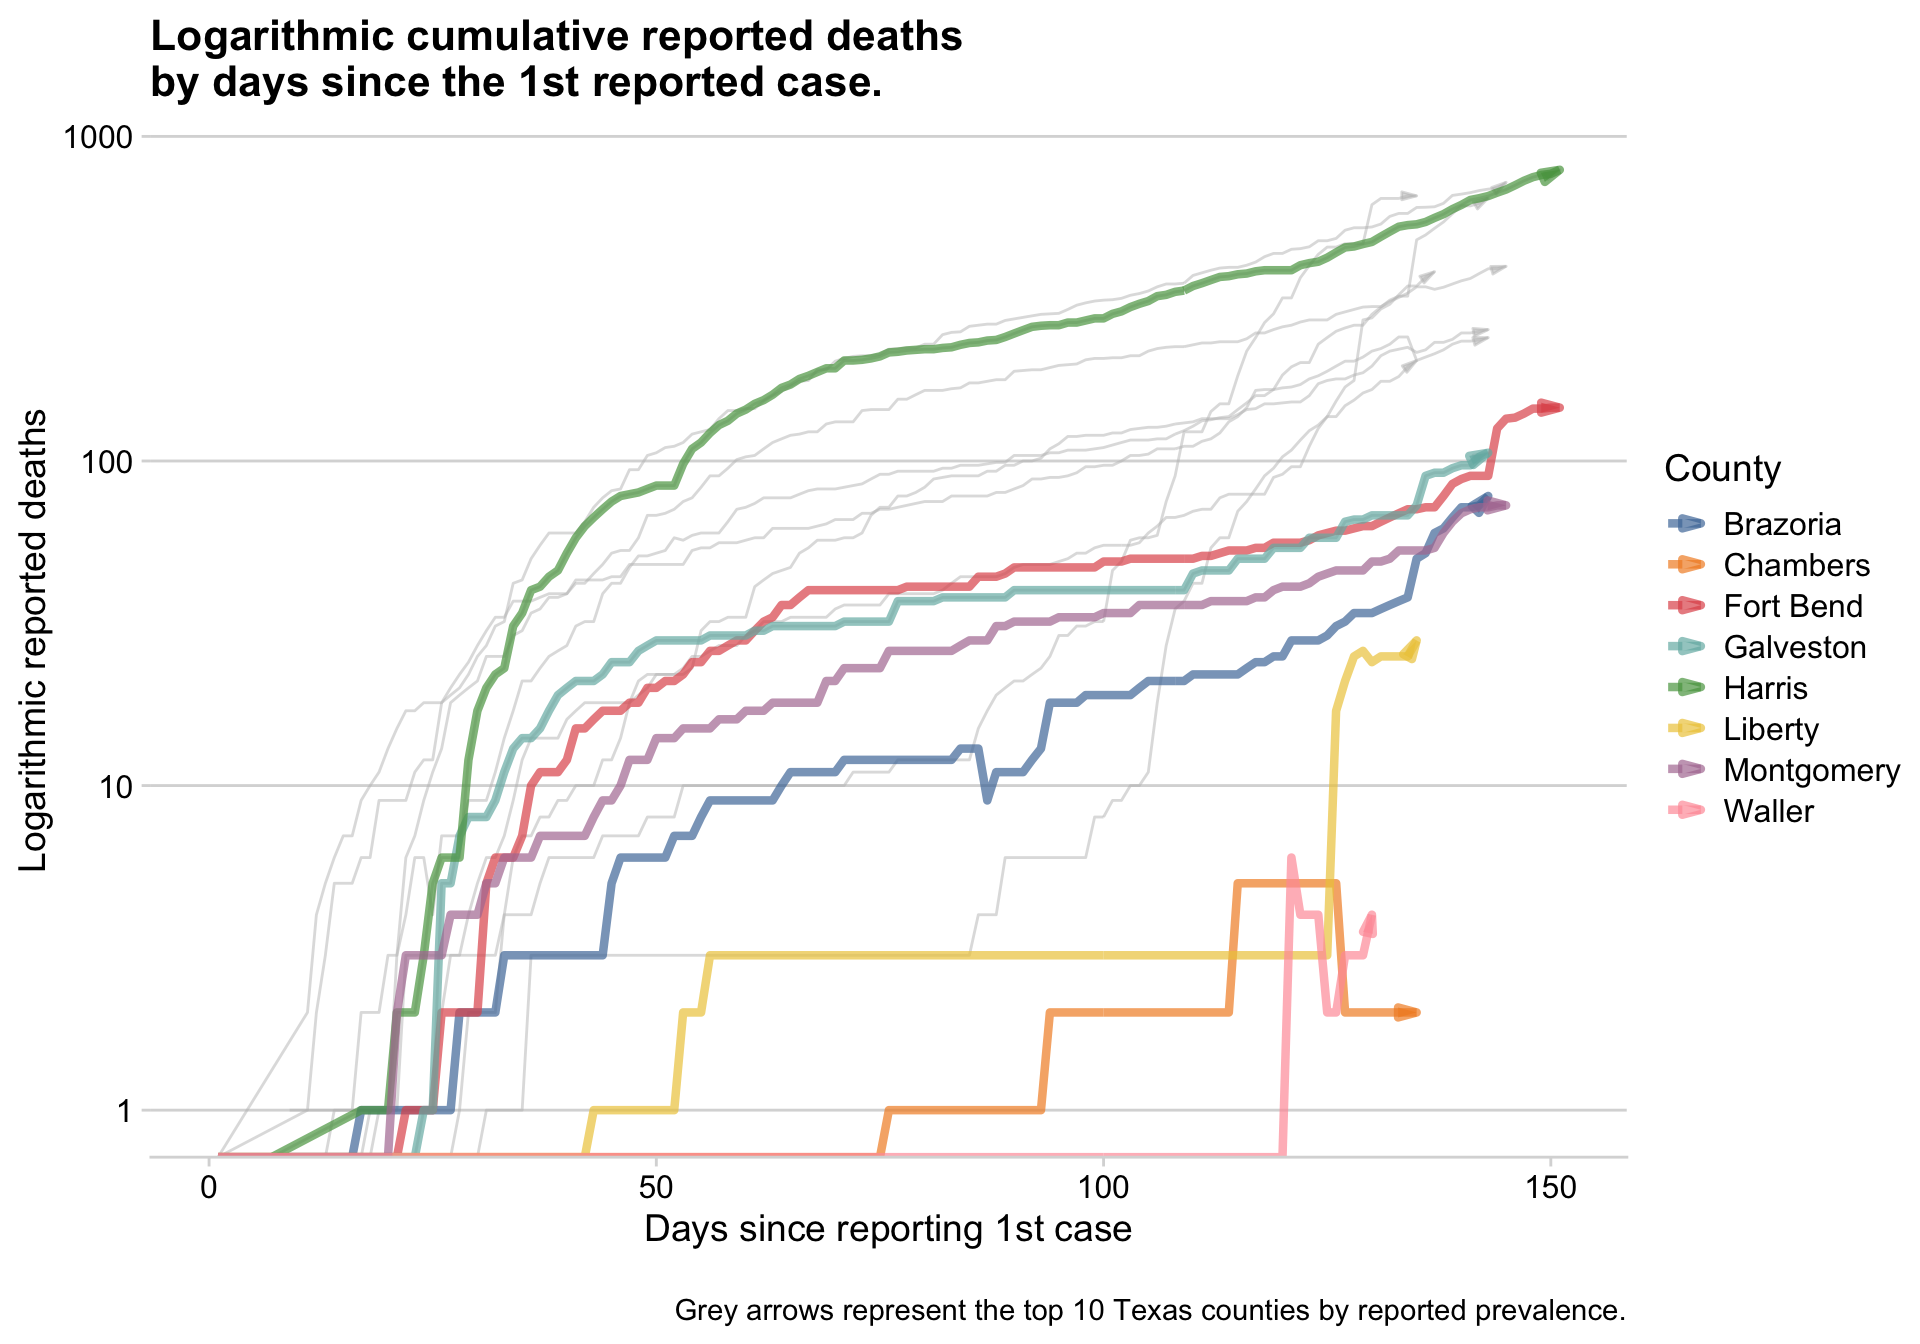 Logarithmic cumulative reported deaths
by days since the 1st reported case.
1000
100
10
1
Logarithmic reported deaths
0
50
100
150
Days since reporting 1st case
County
Brazoria
Chambers
Fort Bend
Galveston
Harris
Liberty
Montgomery
Waller
Grey arrows represent the top 10 Texas counties by reported prevalence.